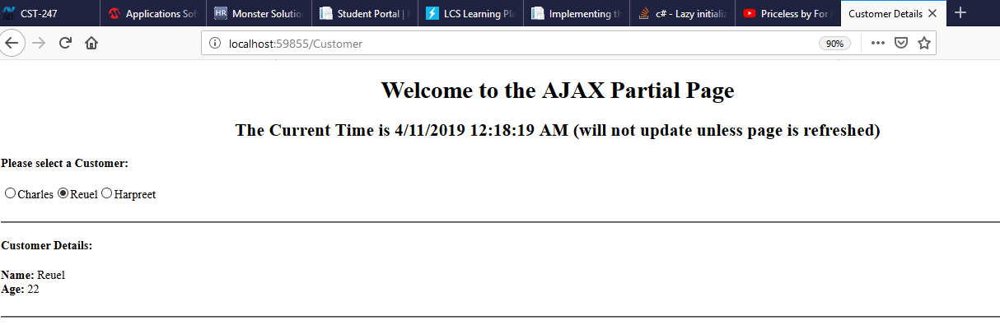 CST-247
Applications Sof
HR Monster Solutio
Student Portal |
LCS Learning Pla
Implementing th
c# - Lazy initializ
Priceless by For
Customer Details
localhost:59855/Customer
90%
Welcome to the AJAX Partial Page
The Current Time is 4/11/2019 12:18:19 AM (will not update unless page is refreshed)
Please select a Customer:
Charles Reuel Harpreet
Customer Details:
Name: Reuel
Age: 22